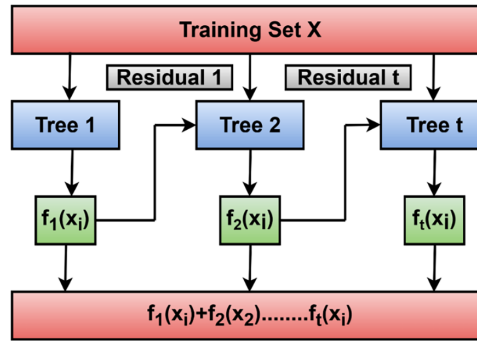 Training Set X
Residual 1 Residual t
Tree 1 Tree 2 Tree t
f₁(xᵢ) f₂(xᵢ) fₜ(xᵢ)
f₁(xᵢ)+f₂(x₂)........fₜ(xᵢ)